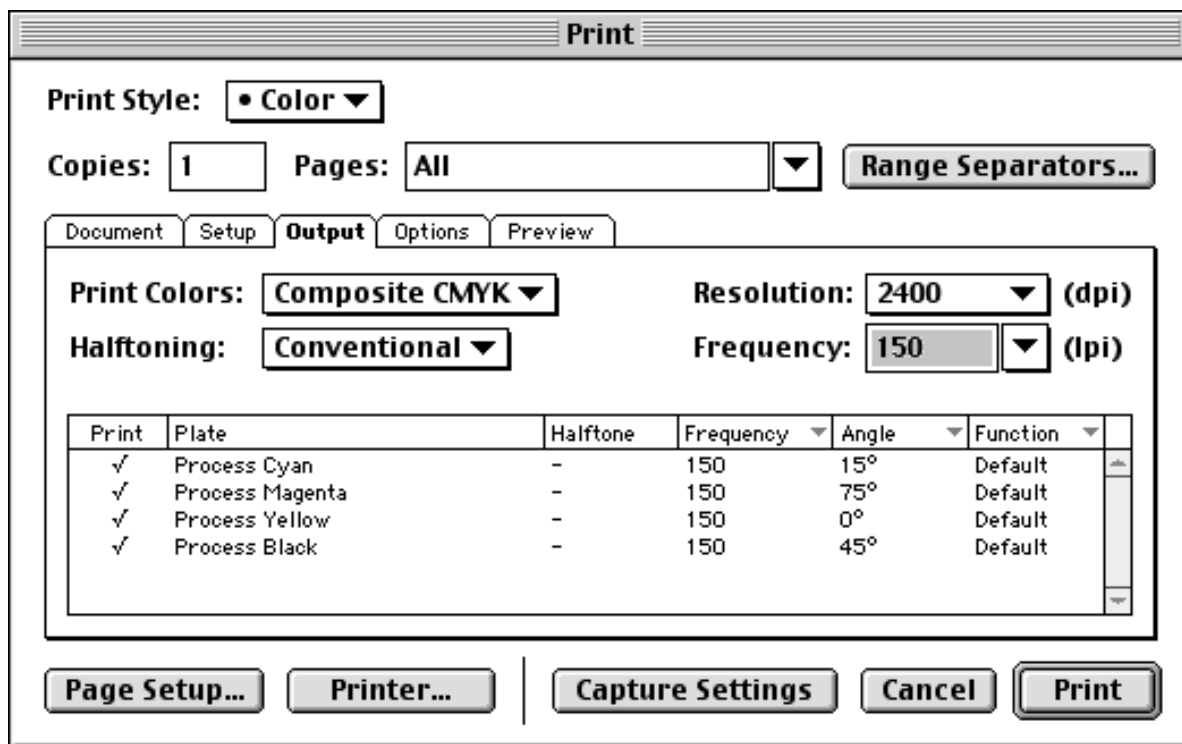 Print
Print Style: • Color
Copies: 1 Pages: All Range Separators...
Document Setup Output Options Preview
Print Colors: Composite CMYK Resolution: 2400 (dpi)
Halftoning: Conventional Frequency: 150 (lpi)
Print Plate Halftone Frequency Angle Function
√ Process Cyan - 150 15° Default
√ Process Magenta - 150 75° Default
√ Process Yellow - 150 0° Default
√ Process Black - 150 45° Default
Page Setup... Printer... Capture Settings Cancel Print